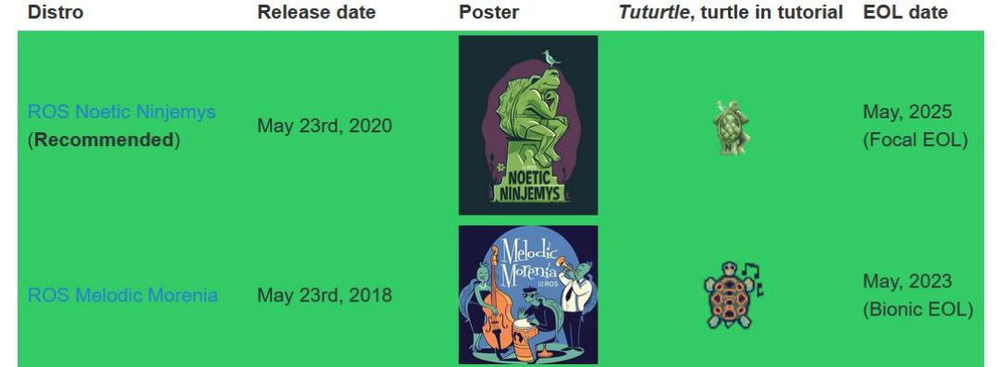 Distro Release date Poster Tuturtle, turtle in tutorial EOL date
ROS Noetic Ninjemys
(Recommended)
May 23rd, 2020
NOETIC
NINJEMYS
N
May, 2025
(Focal EOL)
ROS Melodic Morenia
May 23rd, 2018
Melodic
Morenia
ROS
May, 2023
(Bionic EOL)